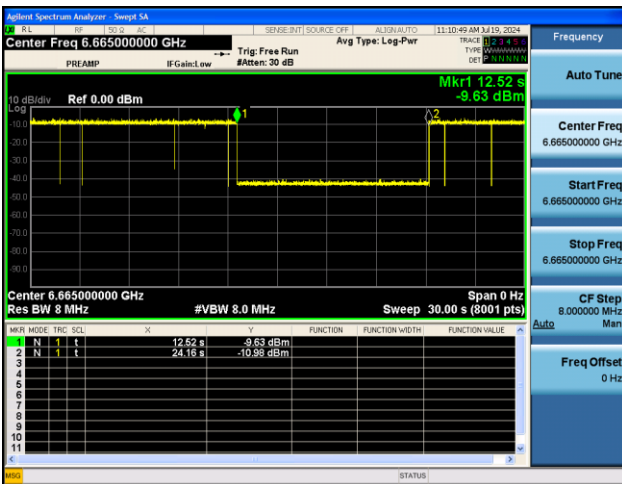 Agilent Spectrum Analyzer - Swept SA
RL RF 50 Ω AC SENSE:INT SOURCE OFF ALIGNAUTO 11:10:49 AM Jul 19, 2024
Center Freq 6.665000000 GHz Avg Type: Log-Pwr TRACE 1 2 3 4 5 6
PREAMP IFGain:Low Trig: Free Run #Atten: 30 dB TYPE
DET P N N N N N
Mkr1 12.52 s
-9.63 dBm
10 dB/div Ref 0.00 dBm
Log
1
2
-10.0
-20.0
-30.0
-40.0
-50.0
-60.0
-70.0
-80.0
-90.0
Center 6.665000000 GHz Span 0 Hz
Res BW 8 MHz #VBW 8.0 MHz Sweep 30.00 s (8001 pts)
MKR MODE TRC SCL X Y FUNCTION FUNCTION WIDTH FUNCTION VALUE
1 N 1 t 12.52 s -9.63 dBm
2 N 1 t 24.16 s -10.98 dBm
3
4
5
6
7
8
9
10
11
MSG STATUS
Frequency
Auto Tune
Center Freq
6.665000000 GHz
Start Freq
6.665000000 GHz
Stop Freq
6.665000000 GHz
CF Step
8.000000 MHz
Auto Man
Freq Offset
0 Hz